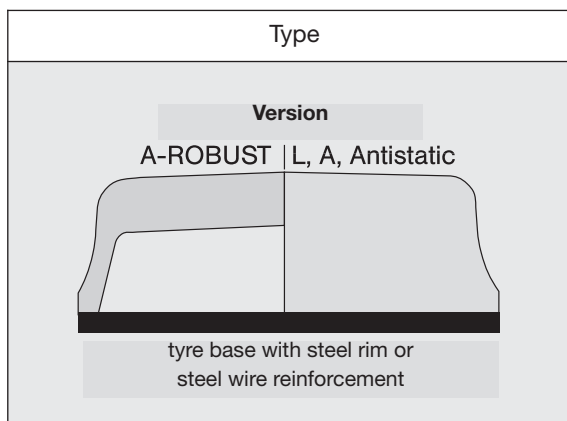 Type
Version
A-ROBUST | L, A, Antistatic
tyre base with steel rim or
steel wire reinforcement